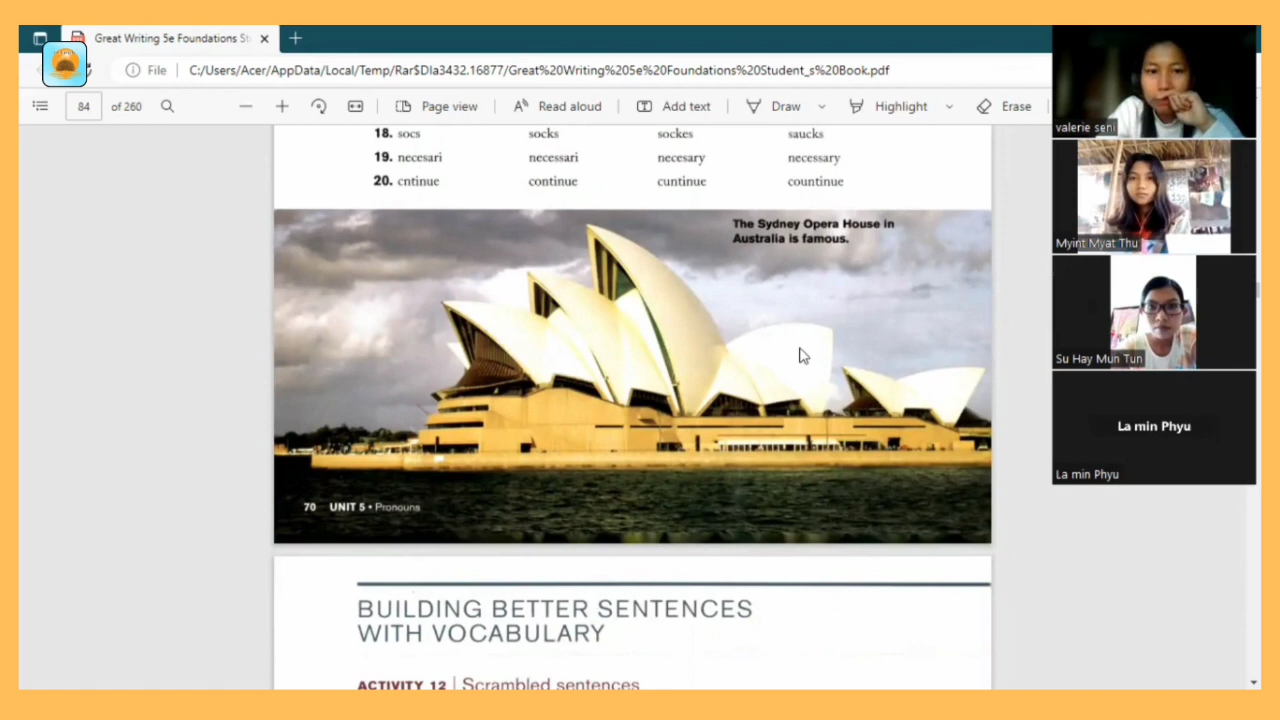 Great Writing 5e Foundations St
File C:/Users/Acer/AppData/Local/Temp/Rar$DIa3432.16877/Great%20Writing%205e%20Foundations%20Student_s%20Book.pdf
84 of 260 Page view Read aloud Add text Draw Highlight Erase
18. socs socks sockes saucks
19. necesari necessari necesary necessary
20. cntinue continue cuntinue countinue
The Sydney Opera House in
Australia is famous.
70 UNIT 5 • Pronouns
BUILDING BETTER SENTENCES
WITH VOCABULARY
ACTIVITY 12 | Scrambled sentences
valerie seni
Myint Myat Thu
Su Hay Mun Tun
La min Phyu
La min Phyu